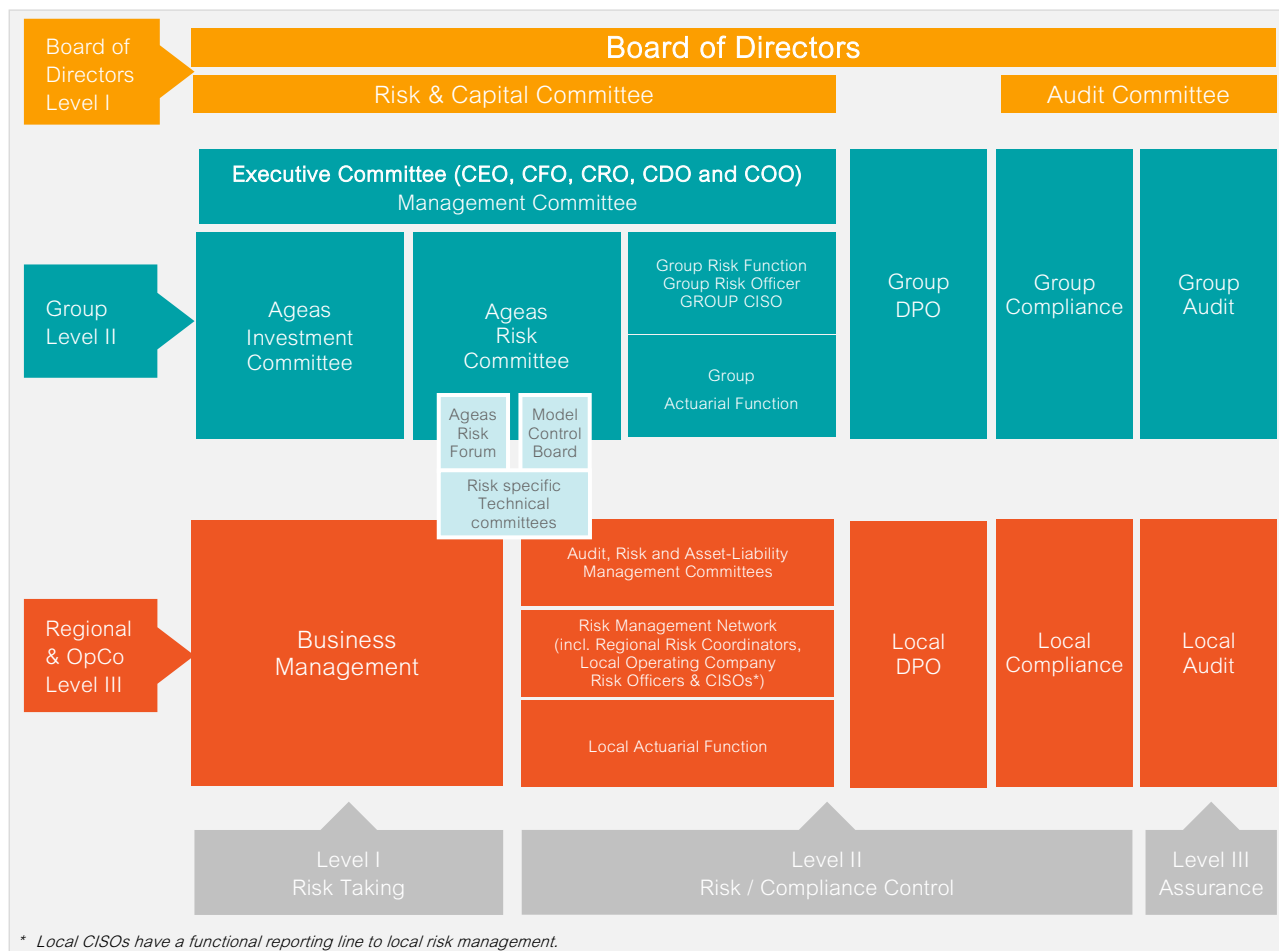 Board of
Directors
Level I
Board of Directors
Risk & Capital Committee
Audit Committee
Group
Level II
Executive Committee (CEO, CFO, CRO, CDO and COO)
Management Committee
Ageas
Investment
Committee
Ageas
Risk
Committee
Group Risk Function
Group Risk Officer
GROUP CISO
Group
Actuarial Function
Group
DPO
Group
Compliance
Group
Audit
Ageas
Risk
Forum
Model
Control
Board
Risk specific
Technical
committees
Regional
& OpCo
Level III
Business
Management
Audit, Risk and Asset-Liability
Management Committees
Risk Management Network
(incl. Regional Risk Coordinators,
Local Operating Company
Risk Officers & CISOs*)
Local Actuarial Function
Local
DPO
Local
Compliance
Local
Audit
Level I
Risk Taking
Level II
Risk / Compliance Control
Level III
Assurance
* Local CISOs have a functional reporting line to local risk management.